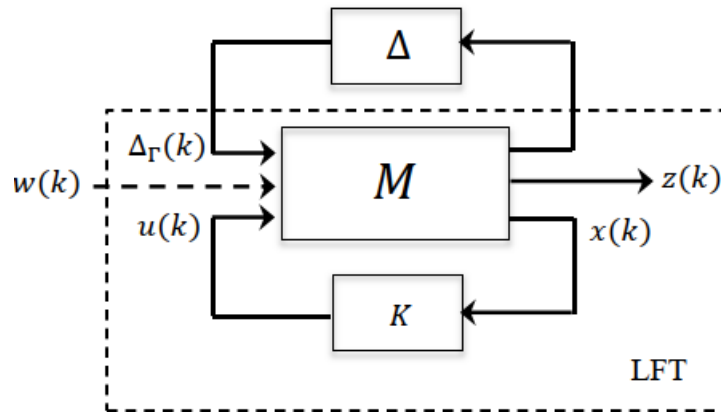 Δ
Δ_Γ(k)
w(k)
M
z(k)
u(k)
x(k)
K
LFT